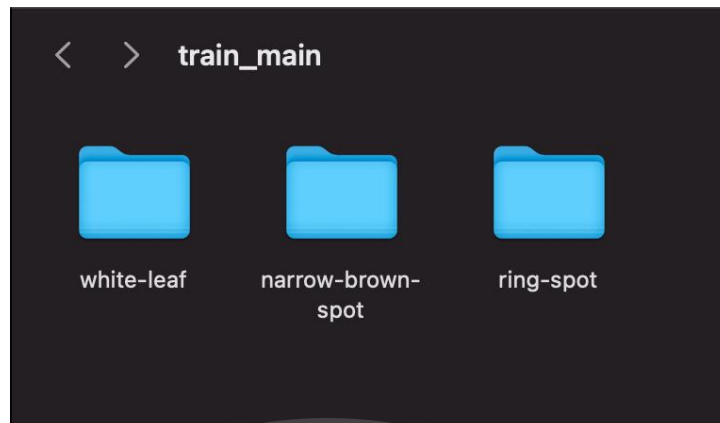 train_main
white-leaf
narrow-brown-
spot
ring-spot